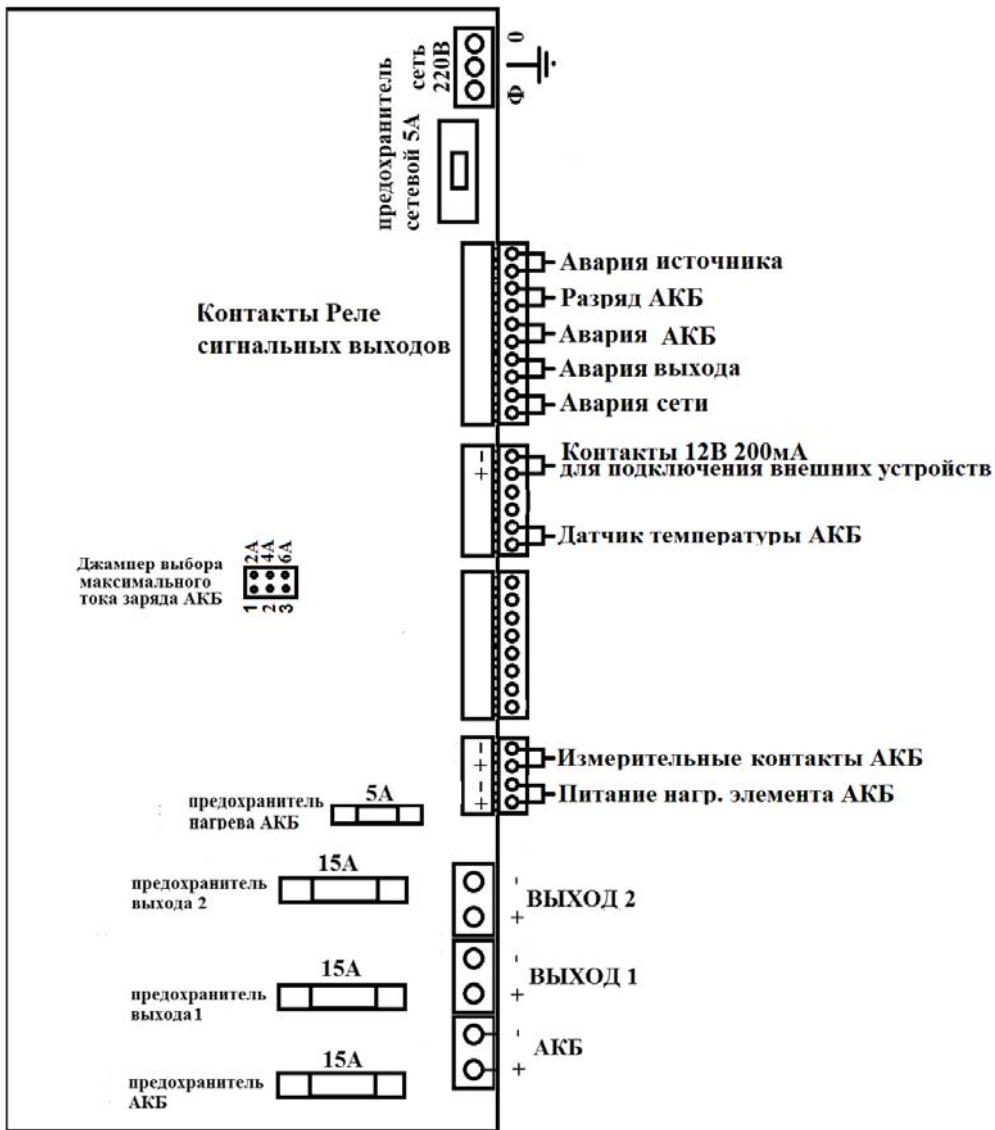 сеть
220В
0
Ф
предохранитель
сетевой 5А
Контакты Реле
сигнальных выходов
Авария источника
Разряд АКБ
Авария АКБ
Авария выхода
Авария сети
-
+
Контакты 12В 200мА
для подключения внешних устройств
Датчик температуры АКБ
Джампер выбора
максимального
тока заряда АКБ
2А
4А
6А
1
2
3
-
+
-
+
Измерительные контакты АКБ
Питание нагр. элемента АКБ
предохранитель
нагрева АКБ
5А
предохранитель
выхода 2
15А
-
+
ВЫХОД 2
предохранитель
выхода1
15А
-
+
ВЫХОД 1
предохранитель
АКБ
15А
-
+
АКБ